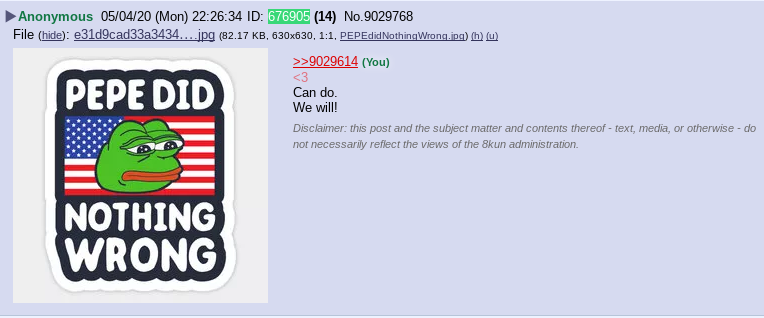 Anonymous 05/04/20 (Mon) 22:26:34 ID: 676905 (14) No.9029768
File (hide): e31d9cad33a3434….jpg (82.17 KB, 630x630, 1:1, PEPEdidNothingWrong.jpg) (h) (u)
PEPE DID
NOTHING
WRONG
>>9029614 (You)
<3
Can do.
We will!
Disclaimer: this post and the subject matter and contents thereof - text, media, or otherwise - do
not necessarily reflect the views of the 8kun administration.